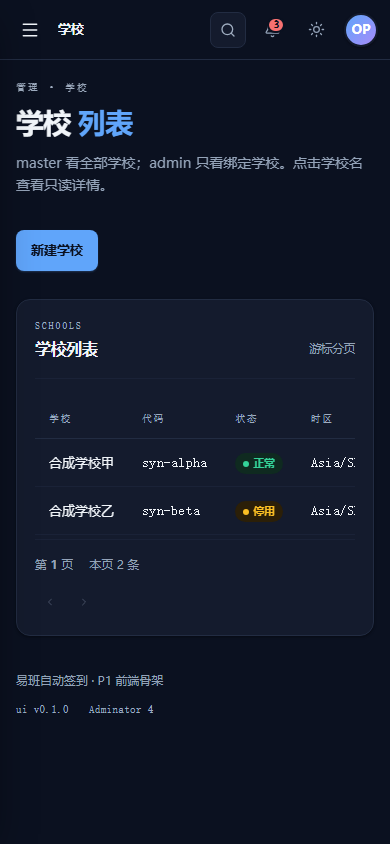 学校
3
OP
管理 · 学校
学校 列表
master 看全部学校；admin 只看绑定学校。点击学校名
查看只读详情。
新建学校
SCHOOLS
学校列表
游标分页
学校 代码 状态 时区
合成学校甲 syn-alpha 正常 Asia/S
合成学校乙 syn-beta 停用 Asia/S
第 1 页 本页 2 条
易班自动签到 · P1 前端骨架
ui v0.1.0 Adminator 4